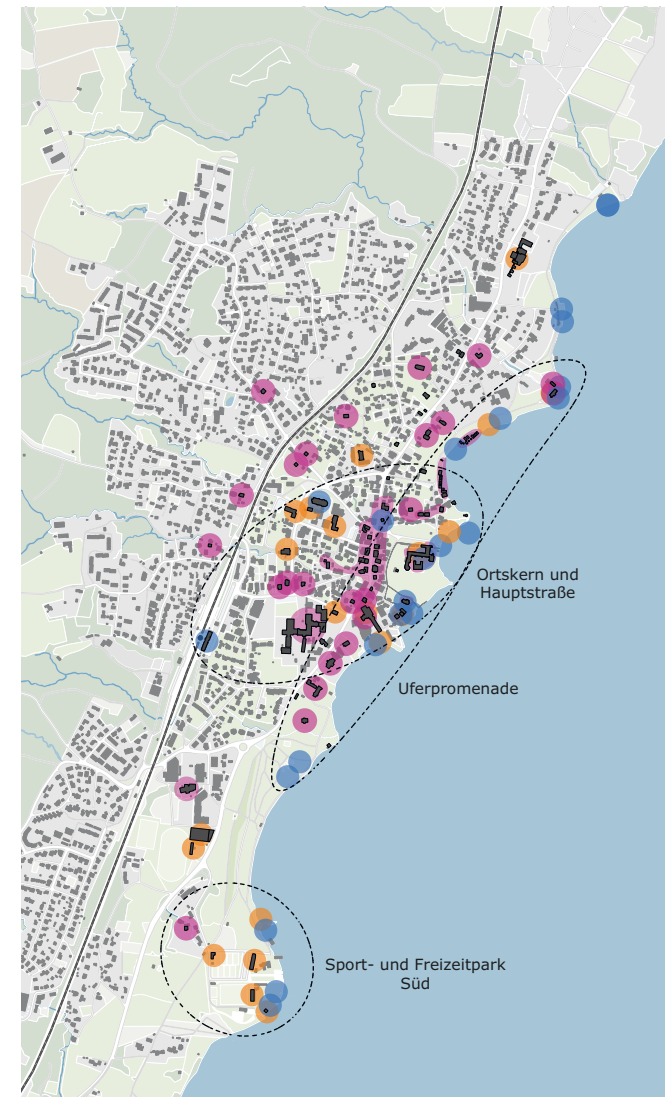 Ortskern und
Hauptstraße
Uferpromenade
Sport- und Freizeitpark
Süd